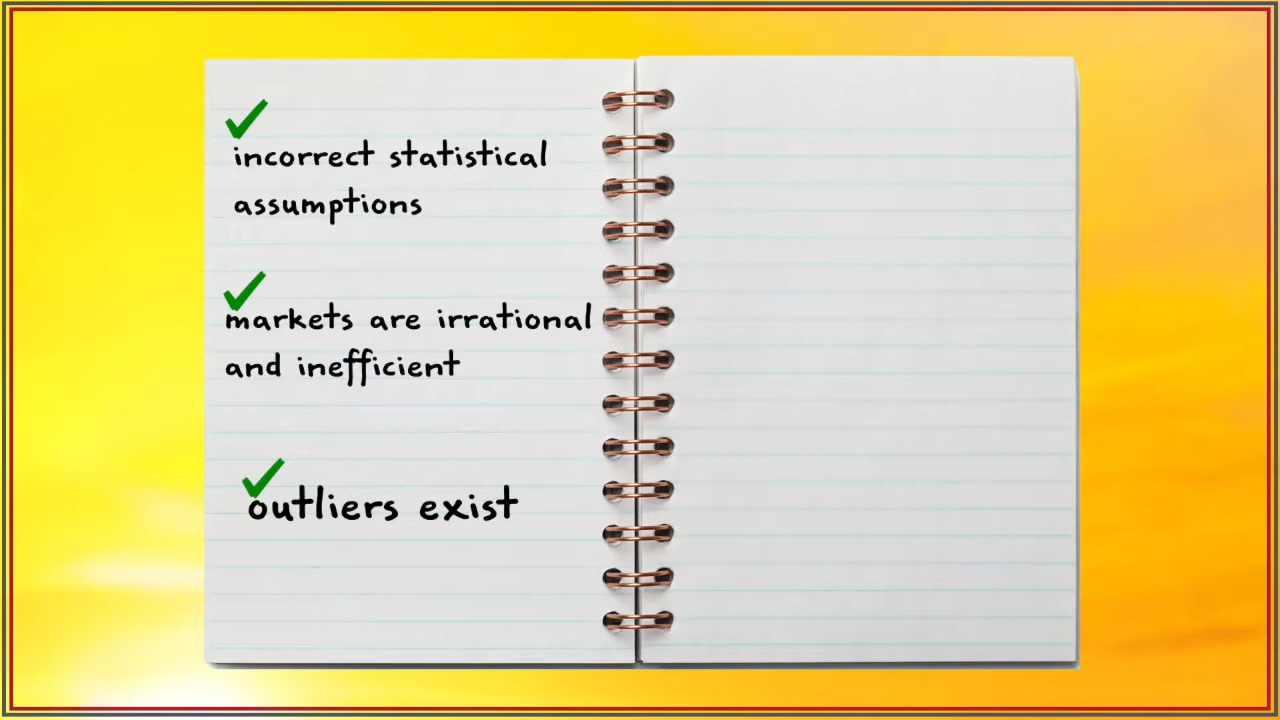 incorrect statistical
assumptions
markets are irrational
and inefficient
outliers exist